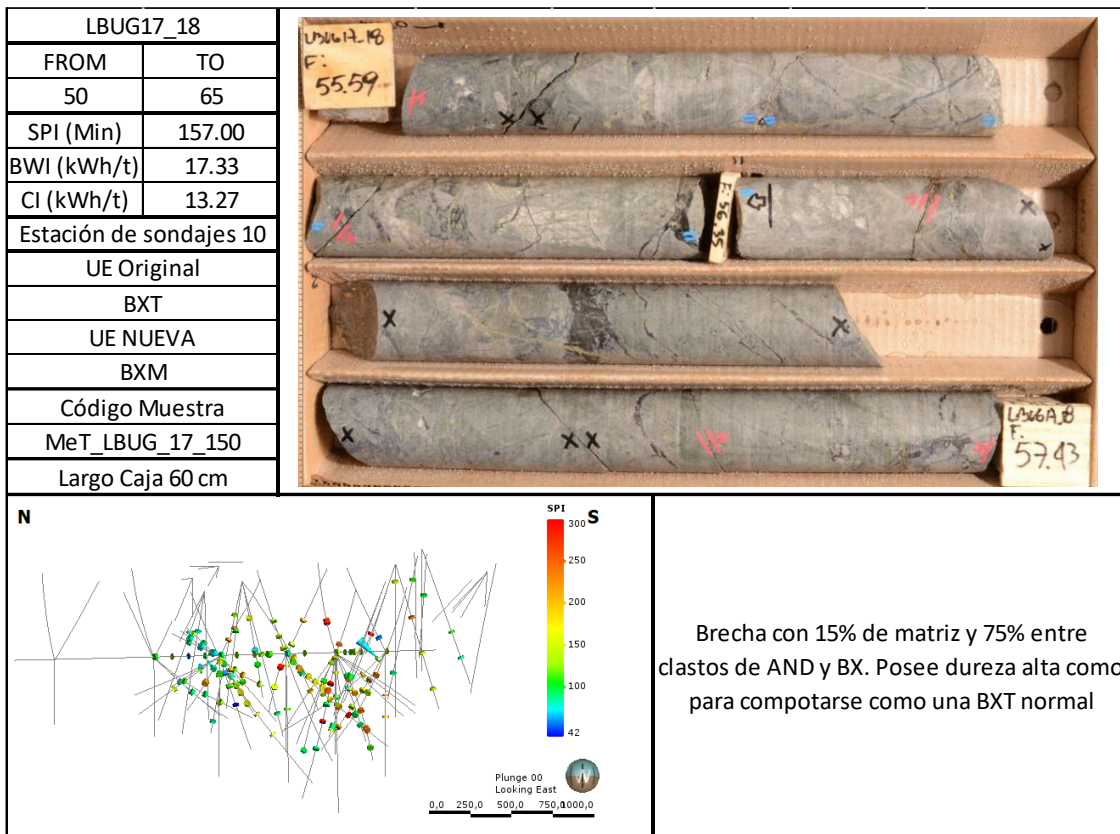 LBUG17_18
FROM TO
50 65
SPI (Min) 157.00
BWI (kWh/t) 17.33
CI (kWh/t) 13.27
Estación de sondajes 10
UE Original
BXT
UE NUEVA
BXM
Código Muestra
MeT_LBUG_17_150
Largo Caja 60 cm
F:
55.59
F: 56.35
F:
57.43
N
S
SPI
300
250
200
150
100
42
Plunge 00
Looking East
0,0 250,0 500,0 750,0 1000,0
Brecha con 15% de matriz y 75% entre
clastos de AND y BX. Posee dureza alta como
para compotarse como una BXT normal